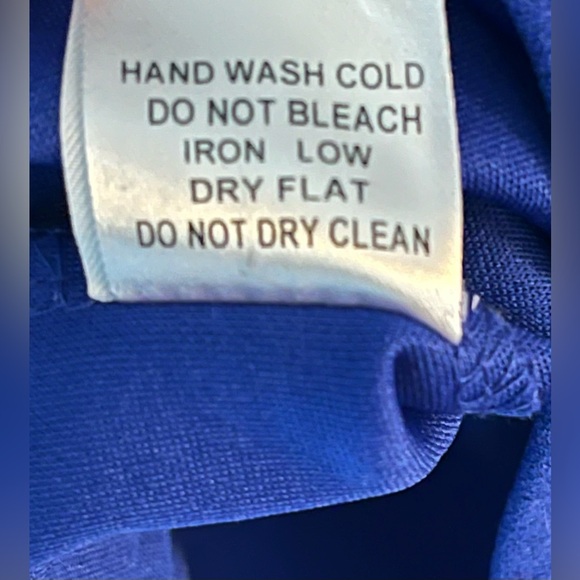 HAND WASH COLD
DO NOT BLEACH
IRON LOW
DRY FLAT
DO NOT DRY CLEAN